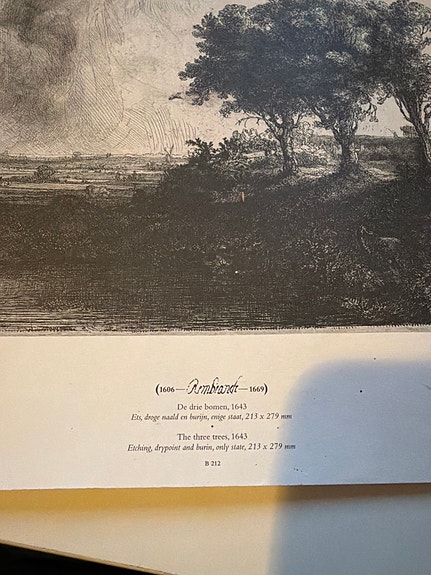 (1606—Rembrandt—1669)
De drie bomen, 1643
Ets, droge naald en burijn, enige staat, 213 x 279 mm
•
The three trees, 1643
Etching, drypoint and burin, only state, 213 x 279 mm
B 212